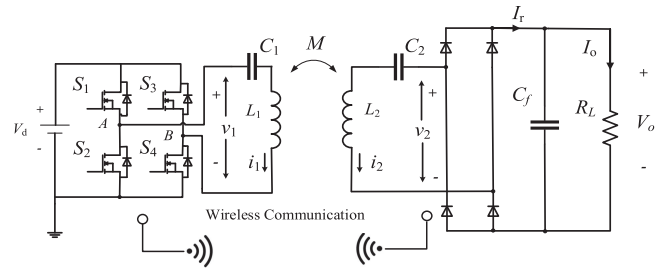 S1 S3
S2 S4
A B
Vd
+
-
C1
M
C2
+
v1
-
L1
i1
L2
i2
+
v2
-
Ir
Io
Cf
RL
+
Vo
-
Wireless Communication